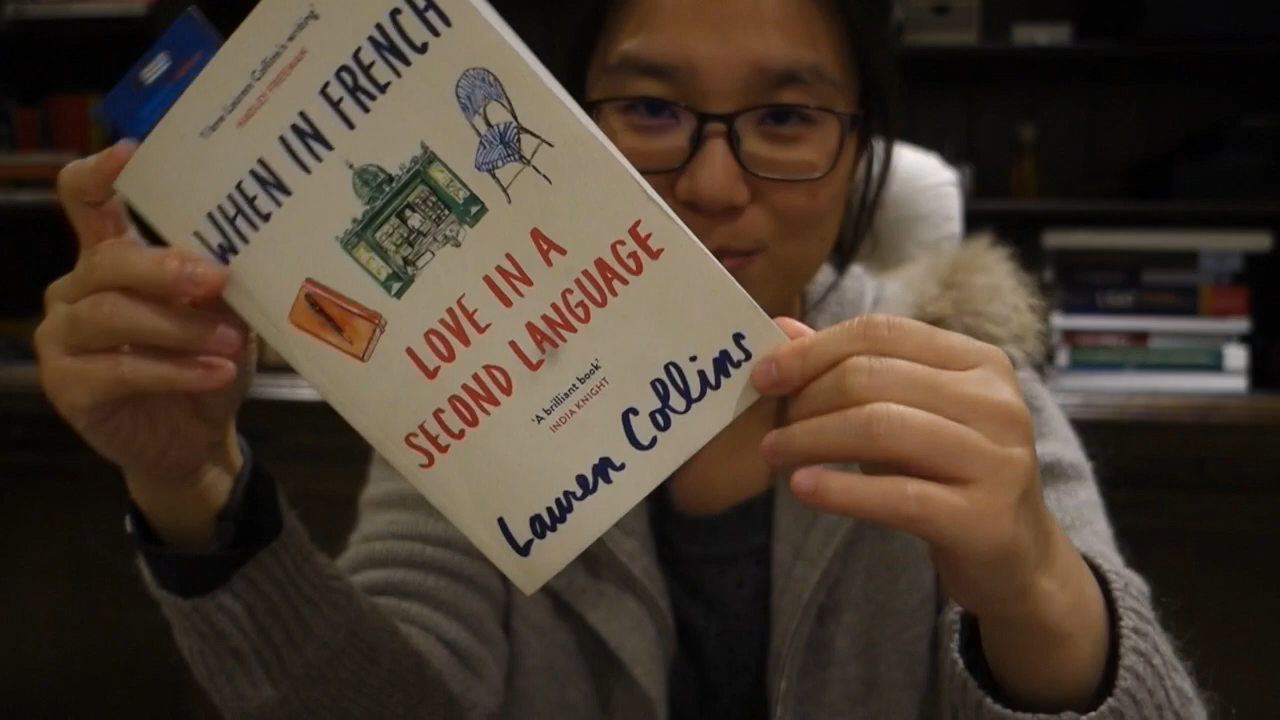 'I love Lauren Collins's writing'
HADLEY FREEMAN
WHEN IN FRENCH
LOVE IN A
SECOND LANGUAGE
'A brilliant book'
INDIA KNIGHT
Lauren Collins